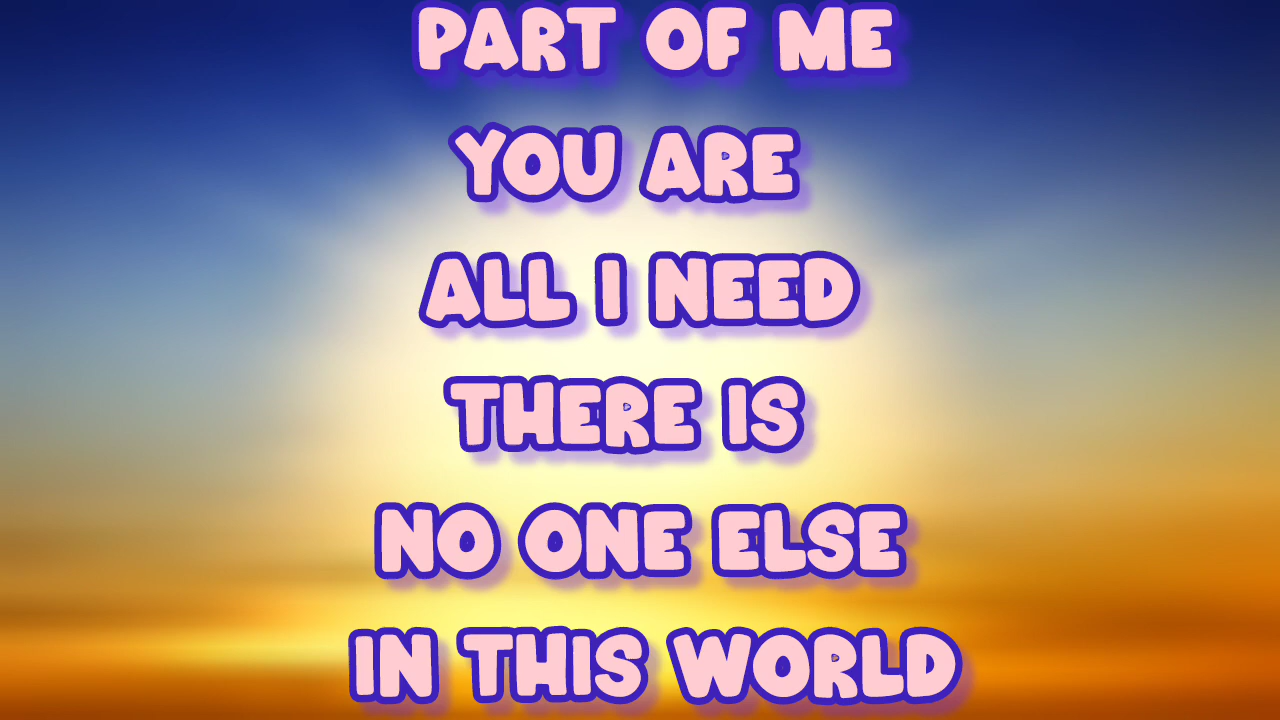 PART OF ME
YOU ARE
ALL I NEED
THERE IS
NO ONE ELSE
IN THIS WORLD